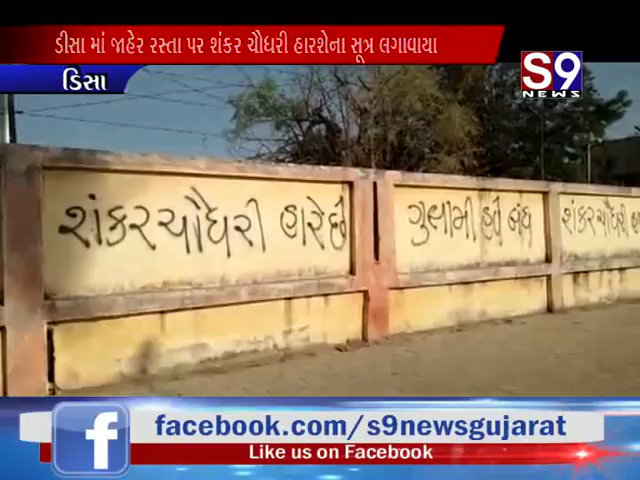 ડીસા માં જાહેર રસ્તા પર શંકર ચૌધરી હારશેના સૂત્ર લગાવાયા
ડિસા
S9
NEWS
શંકરચૌધરી હારેછે
ગુલામી હવે બંધ
શંકરચૌધરી
facebook.com/s9newsgujarat
Like us on Facebook